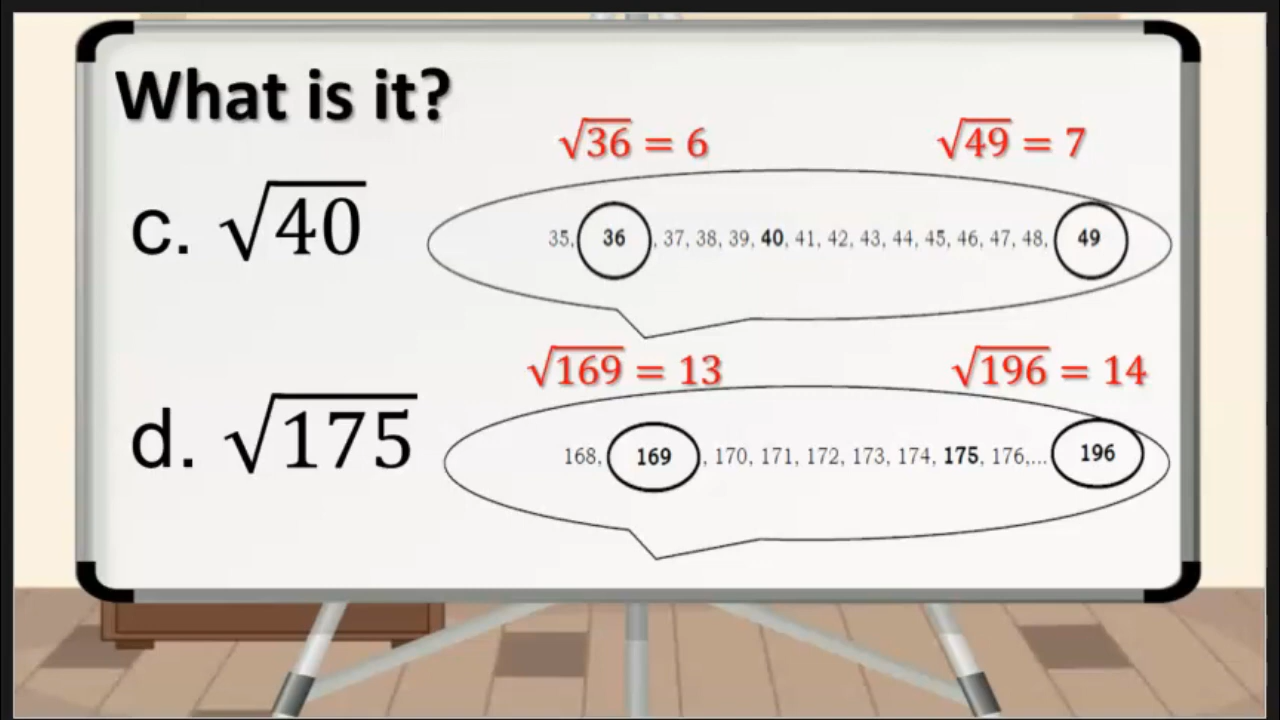 What is it?
√36 = 6
√49 = 7
c. √40
35, 36, 37, 38, 39, 40, 41, 42, 43, 44, 45, 46, 47, 48, 49
√169 = 13
√196 = 14
d. √175
168, 169, 170, 171, 172, 173, 174, 175, 176,... 196